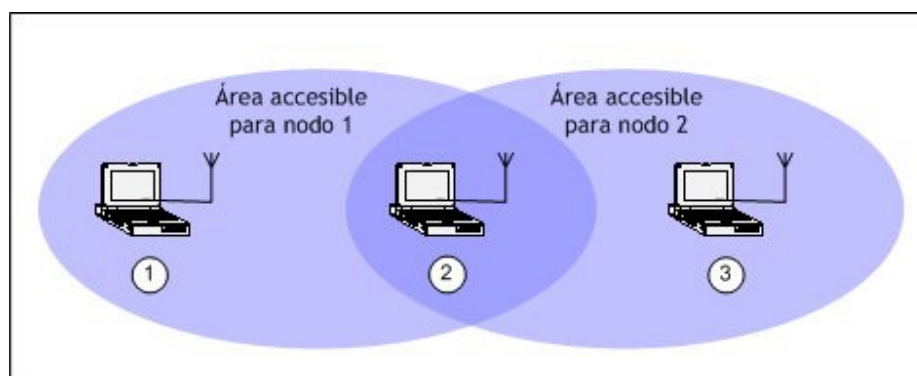 Área accesible
para nodo 1
Área accesible
para nodo 2
1
2
3